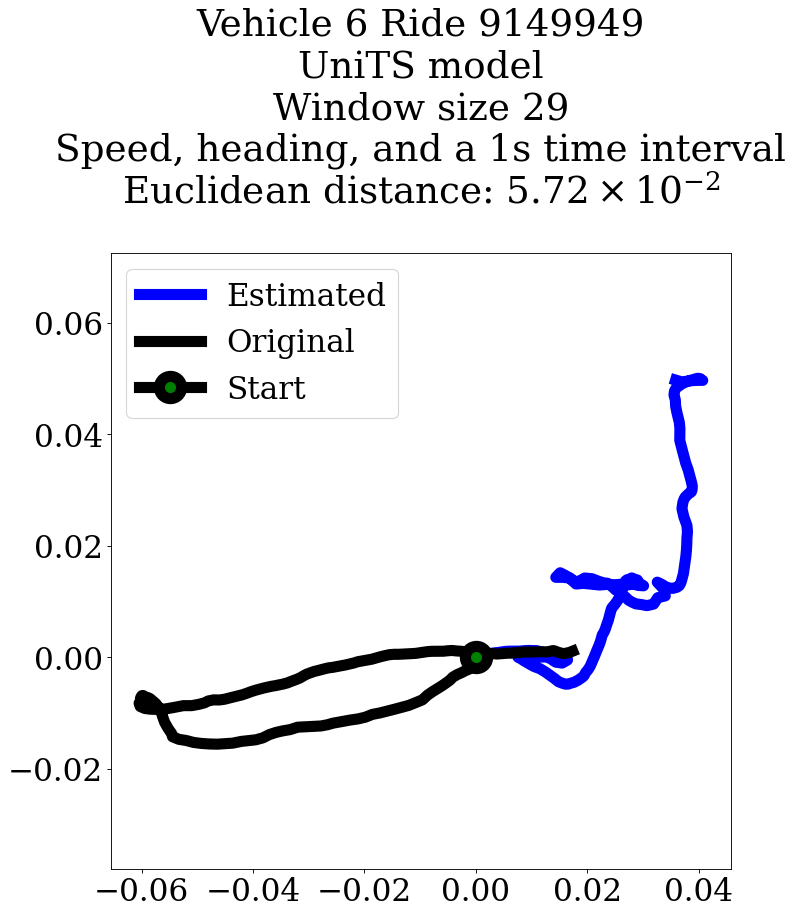 Vehicle 6 Ride 9149949
UniTS model
Window size 29
Speed, heading, and a 1s time interval
Euclidean distance: 5.72 × 10⁻²
Estimated
Original
Start
0.06
0.04
0.02
0.00
−0.02
−0.06 −0.04 −0.02 0.00 0.02 0.04